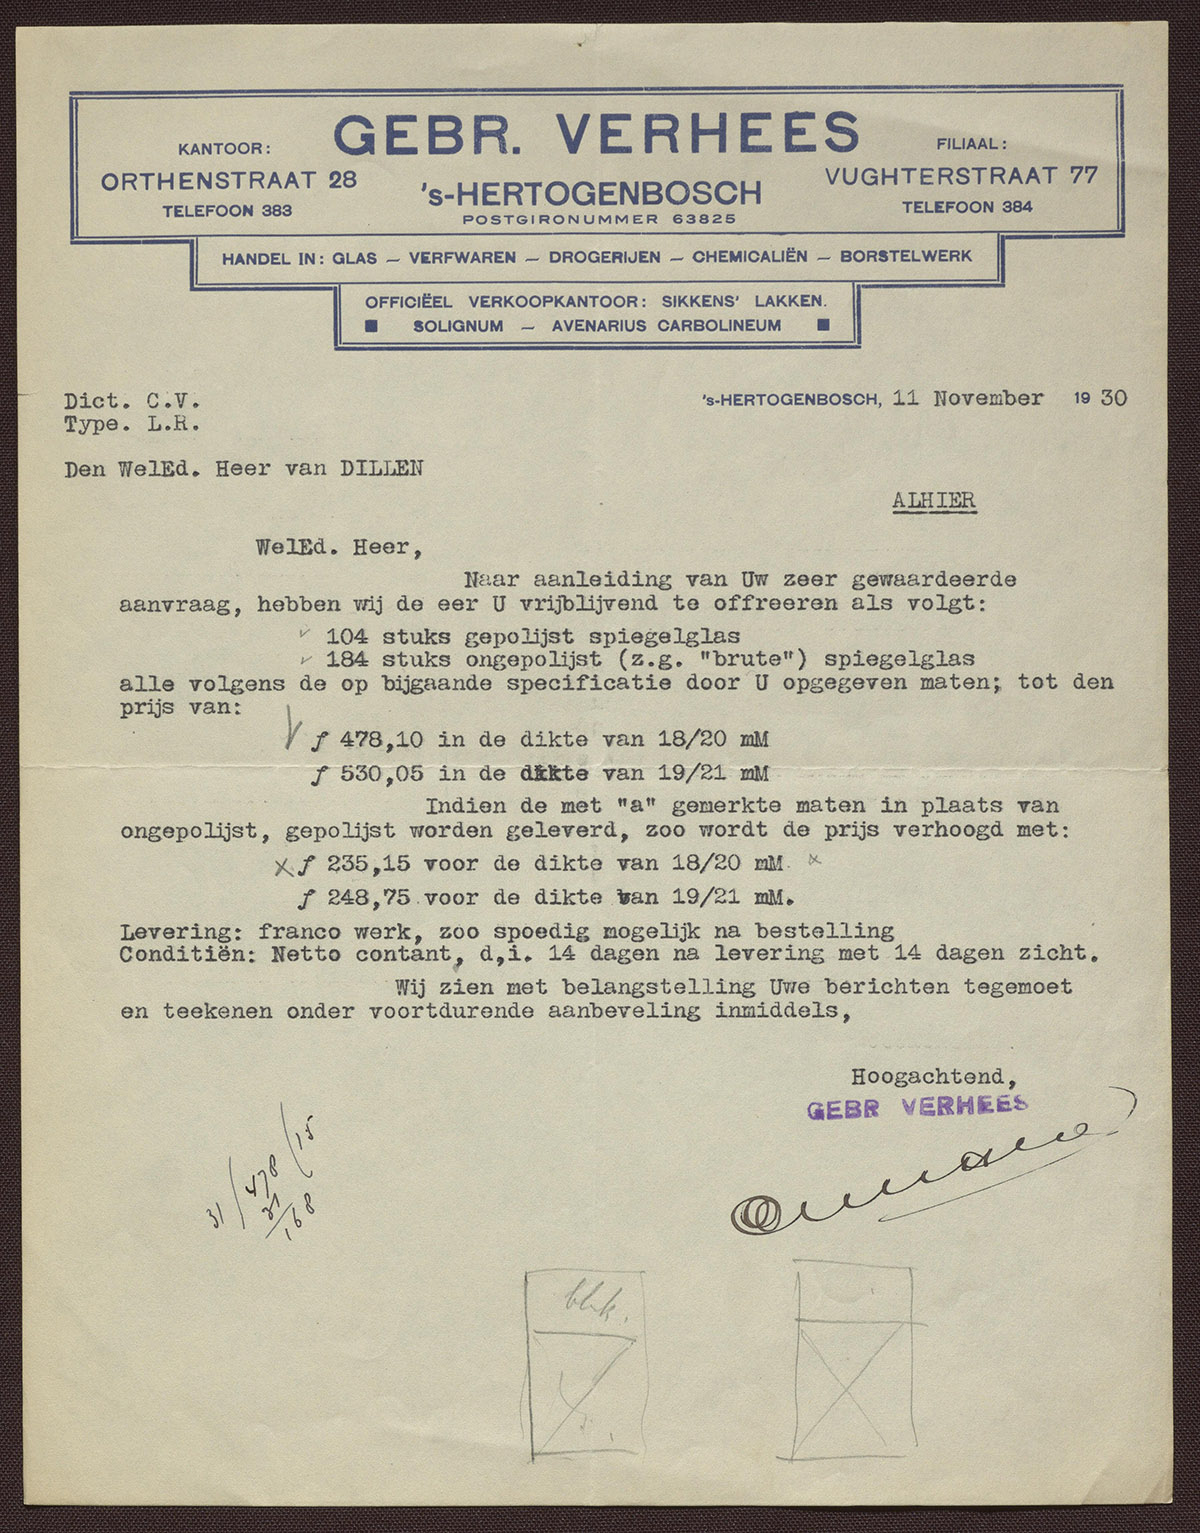 GEBR. VERHEES
KANTOOR:
ORTHENSTRAAT 28
TELEFOON 383
's-HERTOGENBOSCH
POSTGIRONUMMER 63825
FILIAAL:
VUGHTERSTRAAT 77
TELEFOON 384
HANDEL IN: GLAS – VERFWAREN – DROGERIJEN – CHEMICALIËN – BORSTELWERK
OFFICIËEL VERKOOPKANTOOR: SIKKENS' LAKKEN.
■ SOLIGNUM – AVENARIUS CARBOLINEUM ■
Dict. C.V.
Type. L.R.
's-HERTOGENBOSCH, 11 November 1930
Den WelEd. Heer van DILLEN
ALHIER
WelEd. Heer,
Naar aanleiding van Uw zeer gewaardeerde
aanvraag, hebben wij de eer U vrijblijvend te offreeren als volgt:
104 stuks gepolijst spiegelglas
184 stuks ongepolijst (z.g. "brute") spiegelglas
alle volgens de op bijgaande specificatie door U opgegeven maten; tot den
prijs van:
ƒ 478,10 in de dikte van 18/20 mM
ƒ 530,05 in de dikte van 19/21 mM
Indien de met "a" gemerkte maten in plaats van
ongepolijst, gepolijst worden geleverd, zoo wordt de prijs verhoogd met:
x ƒ 235,15 voor de dikte van 18/20 mM x
ƒ 248,75 voor de dikte van 19/21 mM.
Levering: franco werk, zoo spoedig mogelijk na bestelling
Conditiën: Netto contant, d,i. 14 dagen na levering met 14 dagen zicht.
Wij zien met belangstelling Uwe berichten tegemoet
en teekenen onder voortdurende aanbeveling inmiddels,
Hoogachtend,
GEBR VERHEES
31 / 478 / 15
31
168